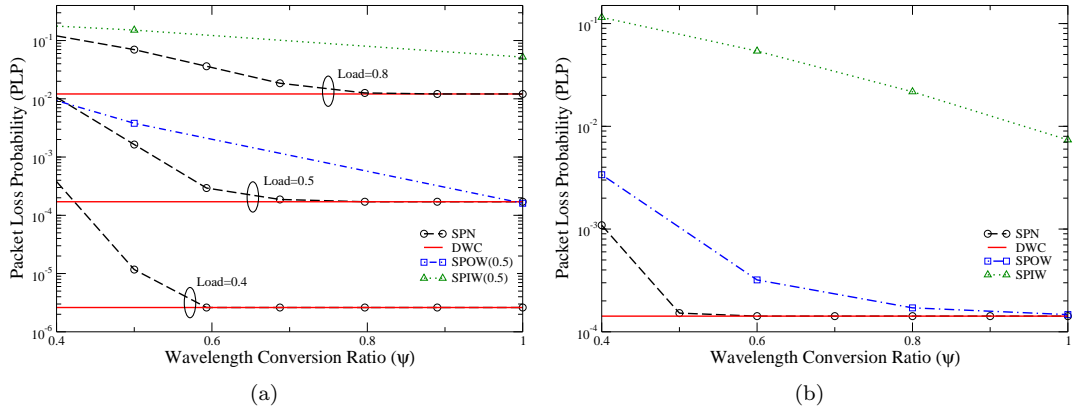 Packet Loss Probability (PLP)
10⁻¹
10⁻²
10⁻³
10⁻⁴
10⁻⁵
10⁻⁶
Load=0.8
Load=0.5
Load=0.4
SPN
DWC
SPOW(0.5)
SPIW(0.5)
0.4 0.6 0.8 1
Wavelength Conversion Ratio (ψ)
(a)
Packet Loss Probability (PLP)
10⁻¹
10⁻²
10⁻³
10⁻⁴
SPN
DWC
SPOW
SPIW
0.4 0.6 0.8 1
Wavelength Conversion Ratio (ψ)
(b)